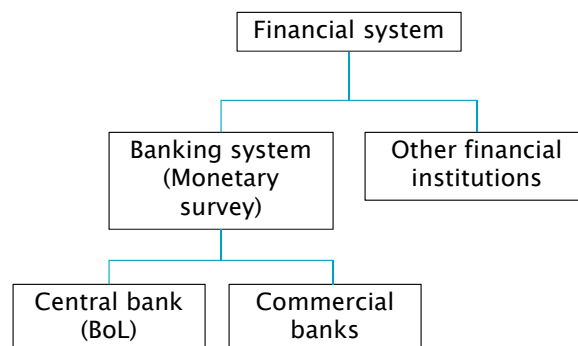 Financial system
Banking system
(Monetary
survey)
Other financial
institutions
Central bank
(BoL)
Commercial
banks